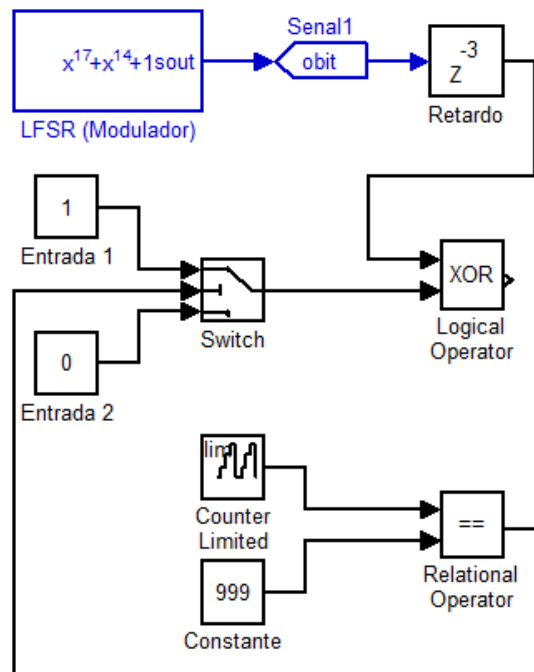 Senal1
x17+x14+1sout
obit
-3
Z
LFSR (Modulador)
Retardo
1
Entrada 1
XOR
Switch
Logical
Operator
0
Entrada 2
lim
Counter
Limited
==
Relational
Operator
999
Constante